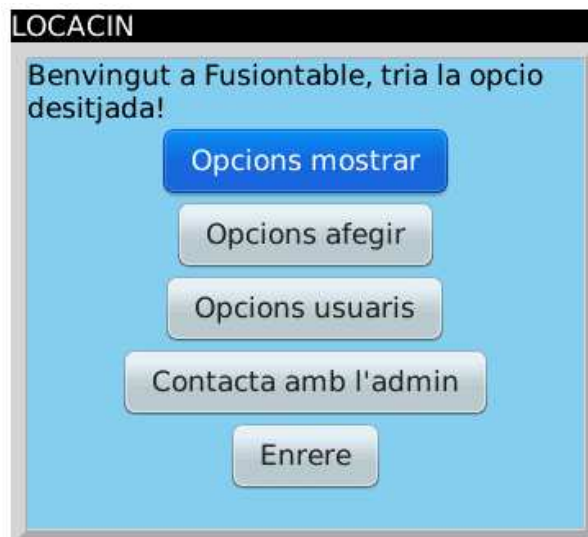 LOCACIN
Benvingut a Fusiontable, tria la opcio
desitjada!
Opcions mostrar
Opcions afegir
Opcions usuaris
Contacta amb l'admin
Enrere